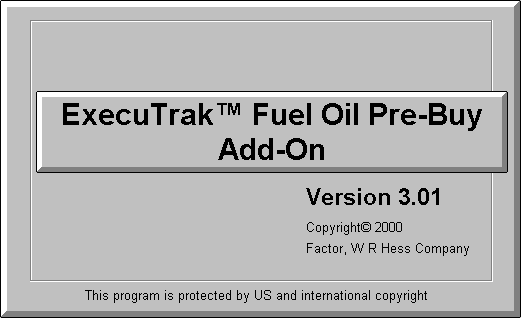 ExecuTrak™ Fuel Oil Pre-Buy
Add-On
Version 3.01
Copyright© 2000
Factor, W R Hess Company
This program is protected by US and international copyright